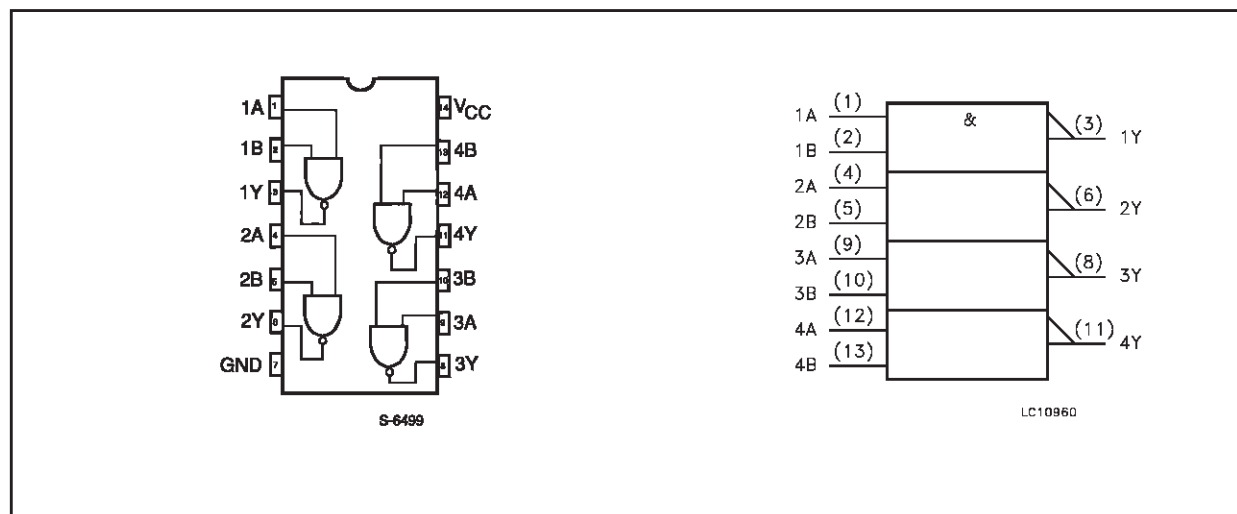 1A 1 14 VCC
1B 2 13 4B
1Y 3 12 4A
2A 4 11 4Y
2B 5 10 3B
2Y 6 9 3A
GND 7 8 3Y
S-6499
&
1A (1)
1B (2)
2A (4)
2B (5)
3A (9)
3B (10)
4A (12)
4B (13)
(3) 1Y
(6) 2Y
(8) 3Y
(11) 4Y
LC10960